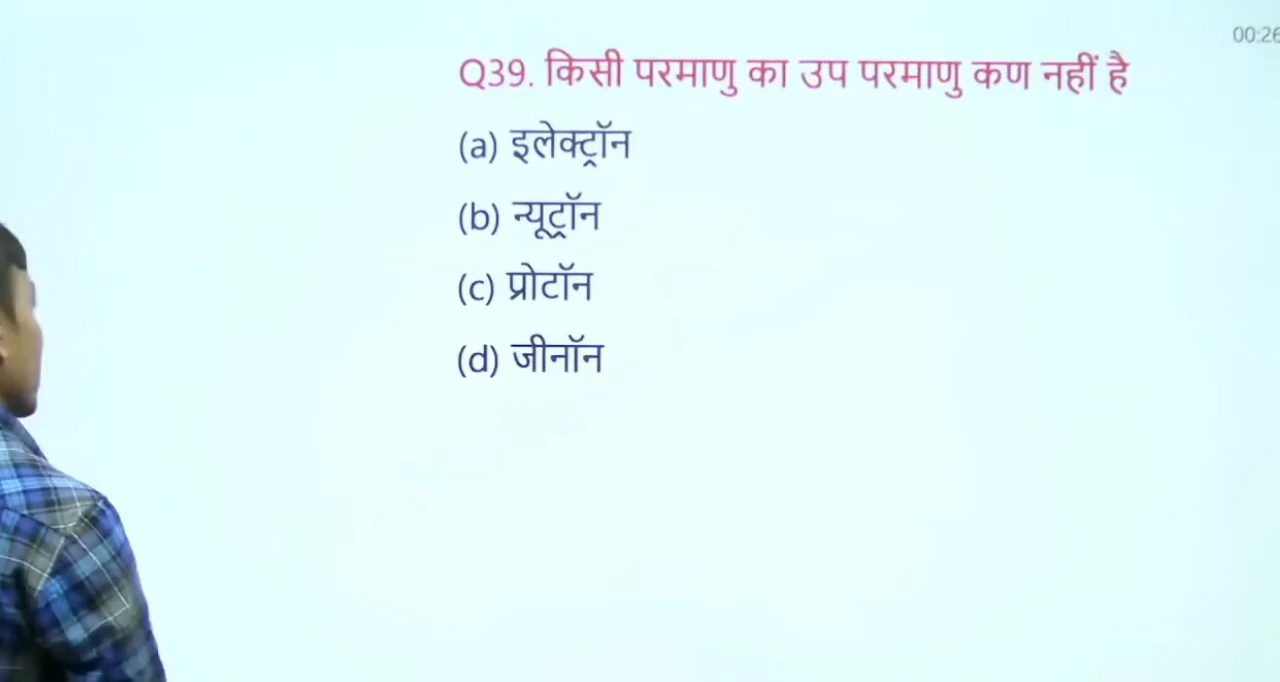 00:26
Q39. किसी परमाणु का उप परमाणु कण नहीं है
(a) इलेक्ट्रॉन
(b) न्यूट्रॉन
(c) प्रोटॉन
(d) जीनॉन